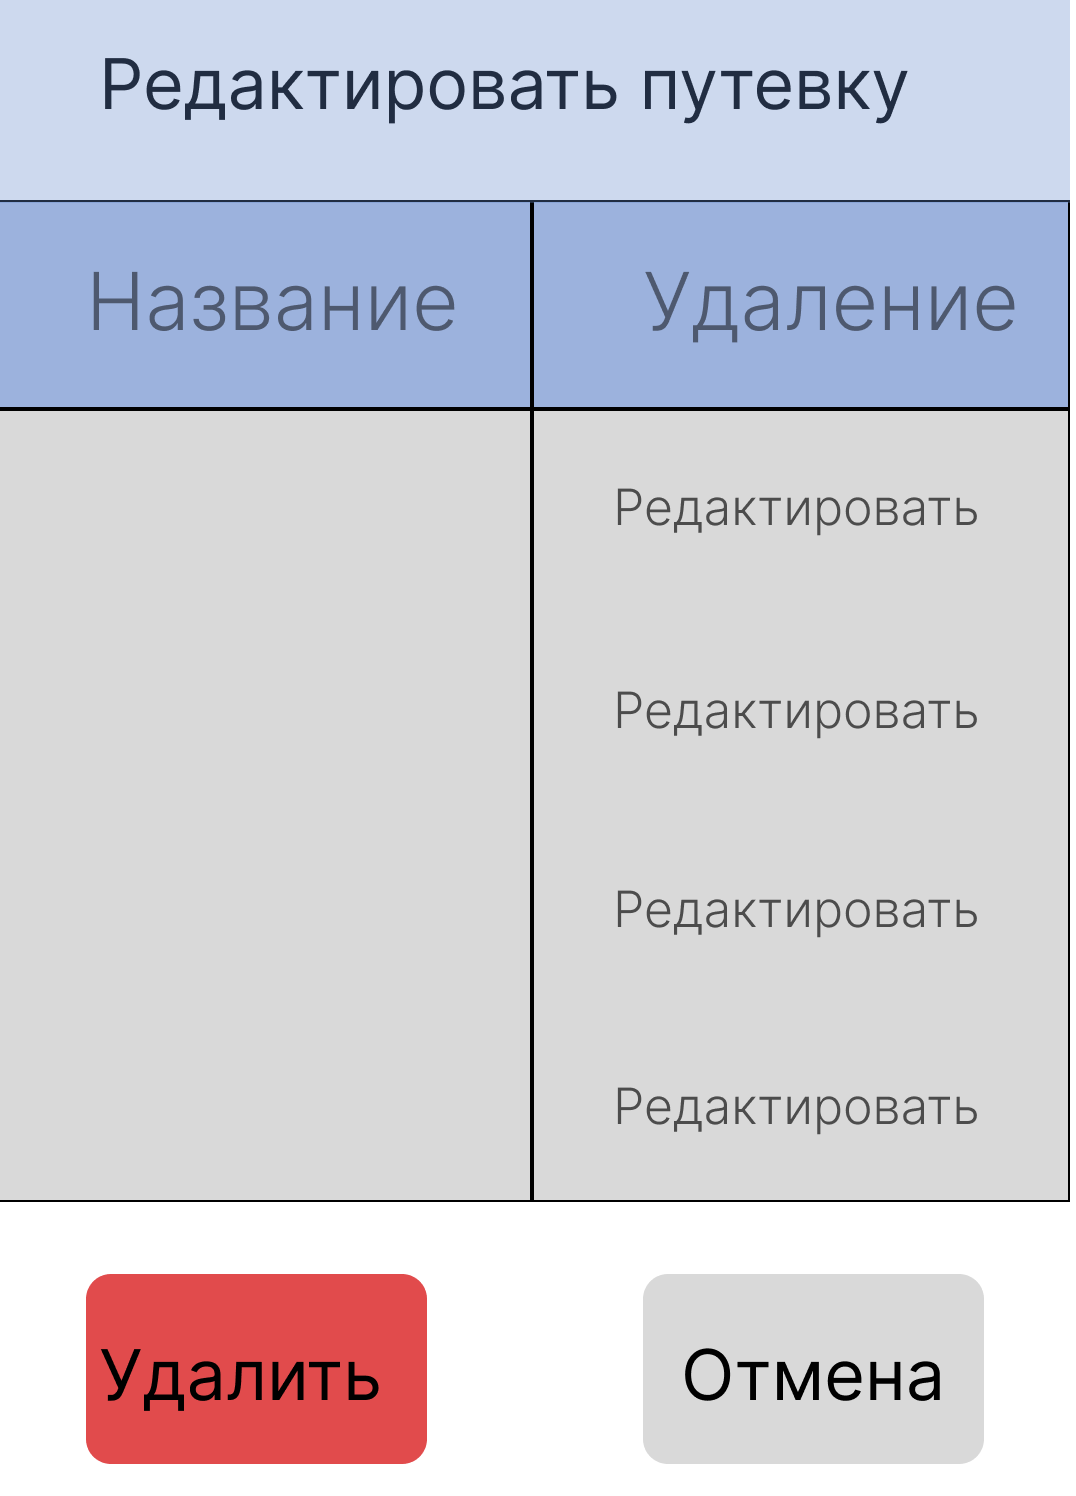 Редактировать путевку
Название Удаление
Редактировать
Редактировать
Редактировать
Редактировать
Удалить Отмена